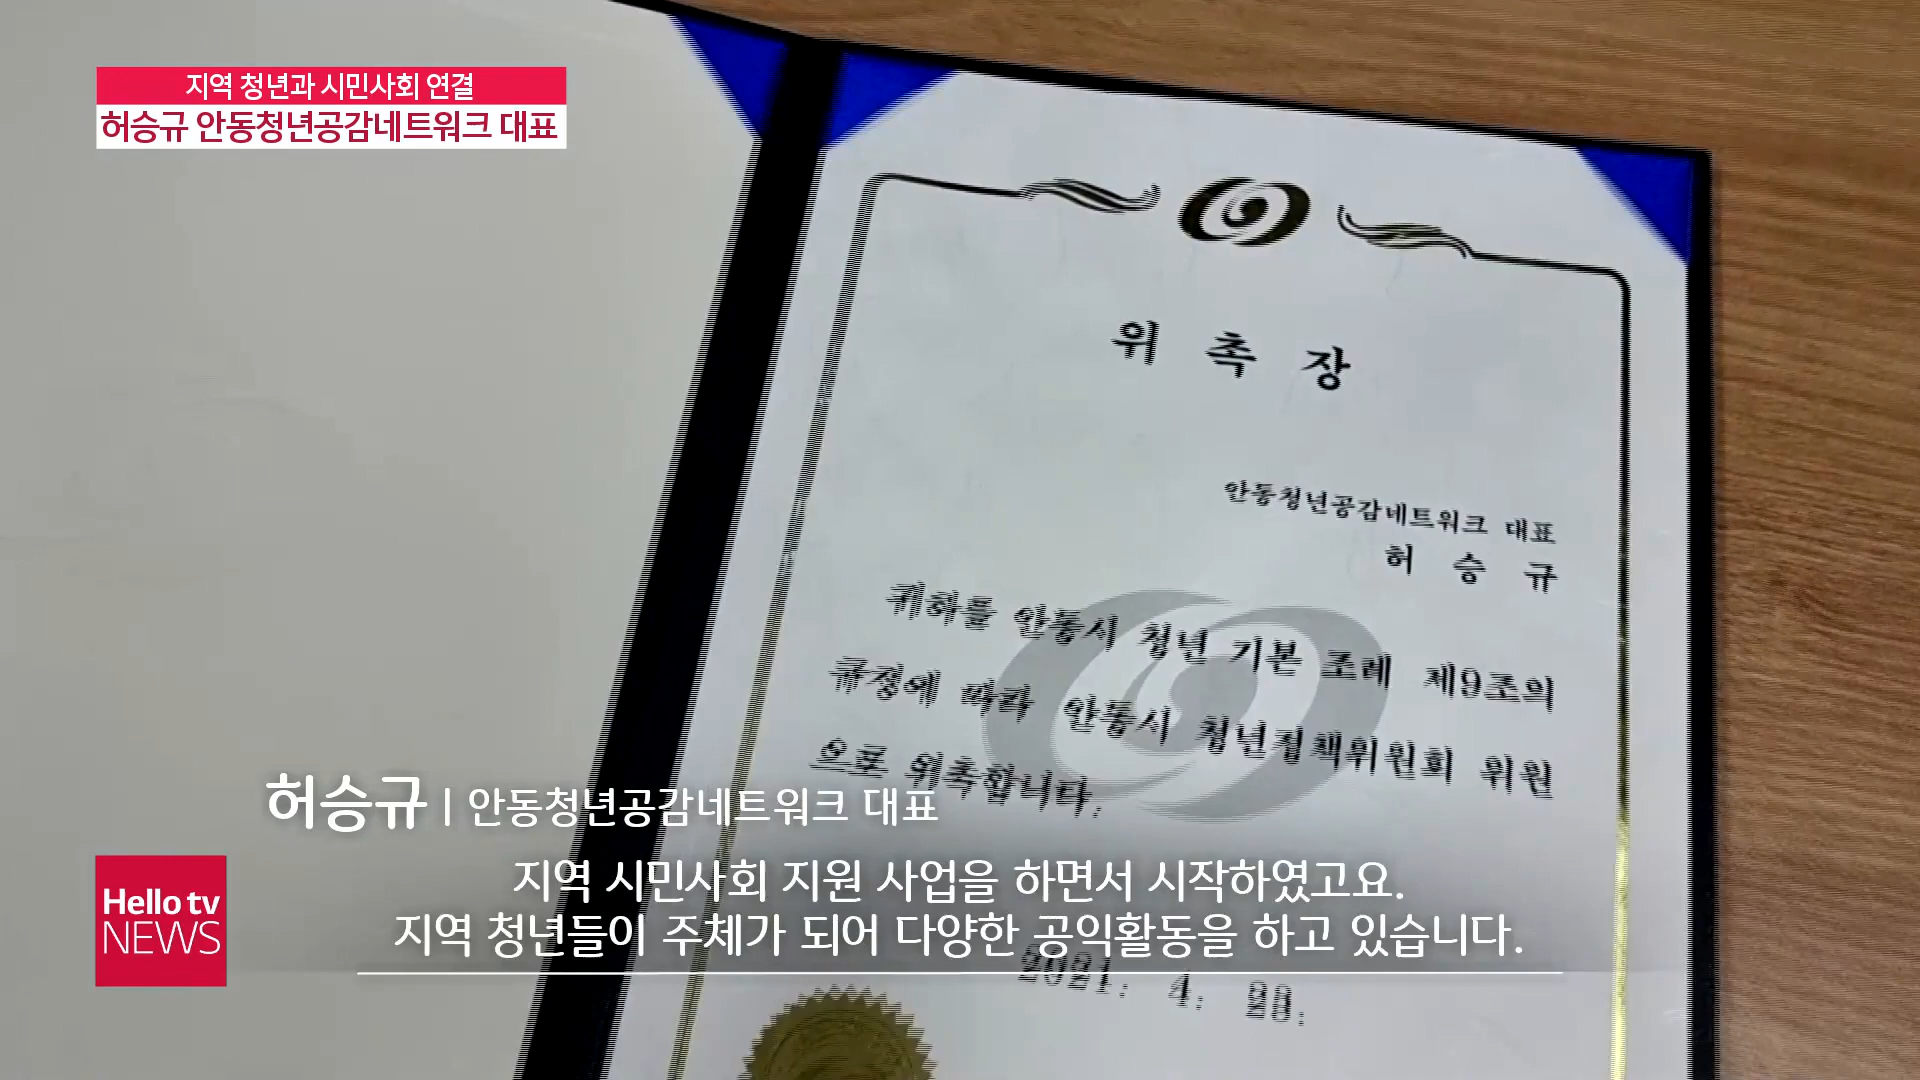 지역 청년과 시민사회 연결
허승규 안동청년공감네트워크 대표
위 촉 장
안동청년공감네트워크 대표
허 승 규
귀하를 안동시 청년 기본 조례 제9조의
규정에 따라 안동시 청년정책위원회 위원
으로 위촉합니다.
허승규 | 안동청년공감네트워크 대표
지역 시민사회 지원 사업을 하면서 시작하였고요.
지역 청년들이 주체가 되어 다양한 공익활동을 하고 있습니다.
Hello tv
NEWS
2021. 4.